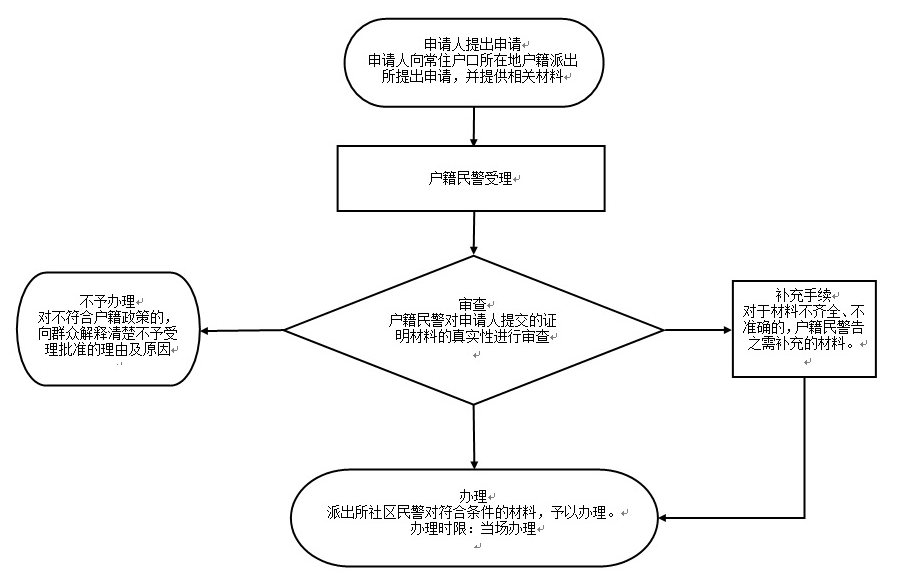 申请人提出申请
申请人向常住户口所在地户籍派出
所提出申请，并提供相关材料
户籍民警受理
审查
户籍民警对申请人提交的证
明材料的真实性进行审查
不予办理
对不符合户籍政策的，
向群众解释清楚不予受
理批准的理由及原因
补充手续
对于材料不齐全、不
准确的，户籍民警告
之需补充的材料。
办理
派出所社区民警对符合条件的材料，予以办理。
办理时限：当场办理